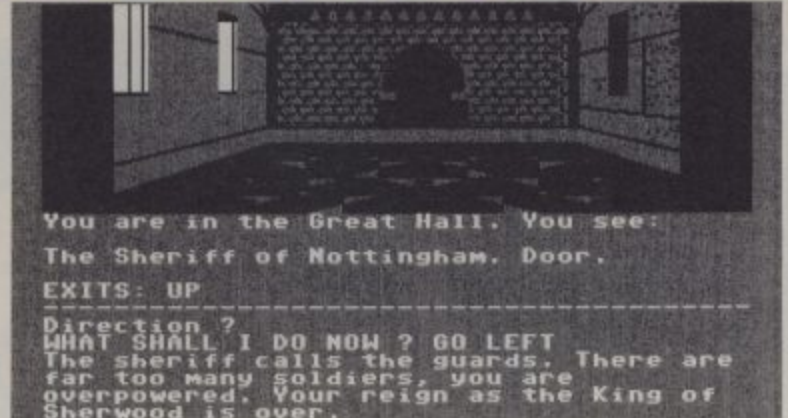 You are in the Great Hall. You see:
The Sheriff of Nottingham. Door.
EXITS: UP
Direction ?
WHAT SHALL I DO NOW ? GO LEFT
The sheriff calls the guards. There are
far too many soldiers, you are
overpowered. Your reign as the King of
Sherwood is over.